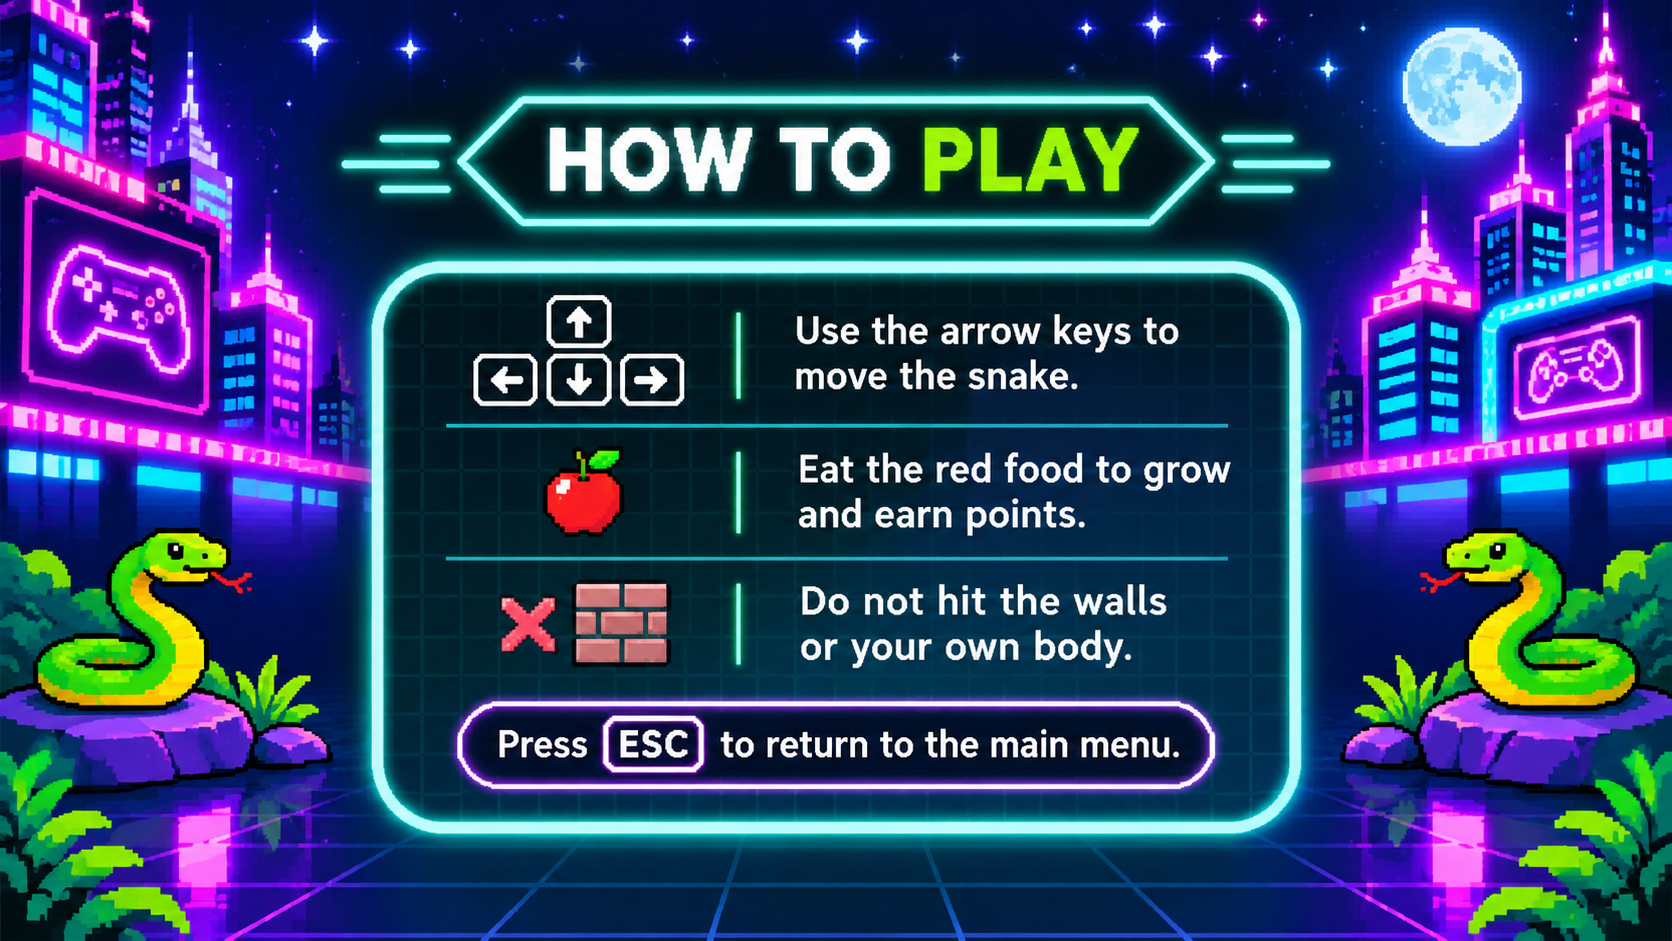 HOW TO PLAY
Use the arrow keys to
move the snake.
Eat the red food to grow
and earn points.
Do not hit the walls
or your own body.
Press ESC to return to the main menu.